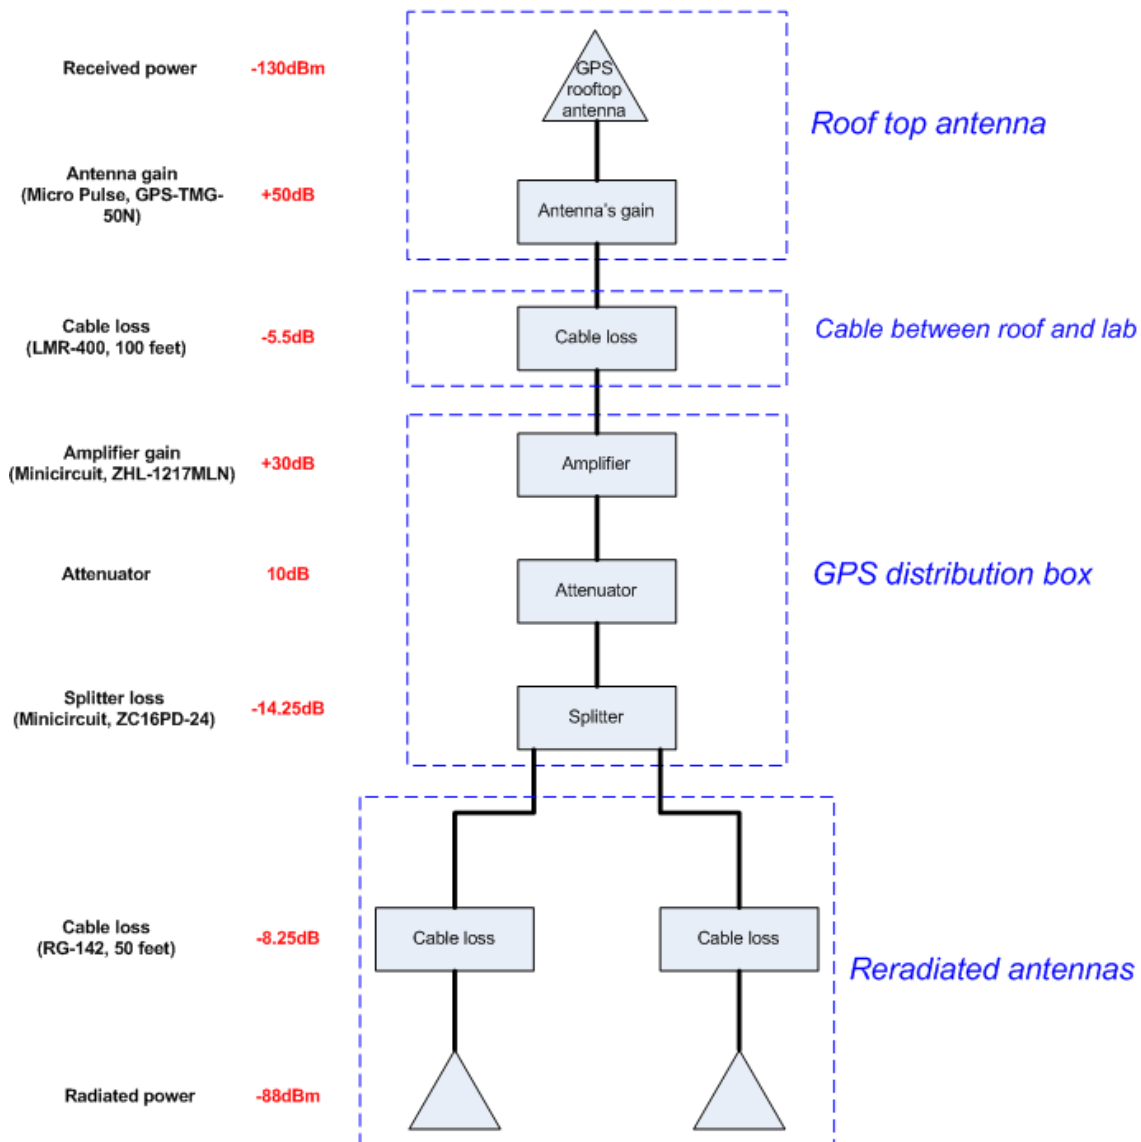 Received power
-130dBm
GPS
rooftop
antenna
Roof top antenna
Antenna gain
(Micro Pulse, GPS-TMG-
50N)
+50dB
Antenna's gain
Cable loss
(LMR-400, 100 feet)
-5.5dB
Cable loss
Cable between roof and lab
Amplifier gain
(Minicircuit, ZHL-1217MLN)
+30dB
Amplifier
Attenuator
10dB
Attenuator
GPS distribution box
Splitter loss
(Minicircuit, ZC16PD-24)
-14.25dB
Splitter
Cable loss
(RG-142, 50 feet)
-8.25dB
Cable loss
Cable loss
Reradiated antennas
Radiated power
-88dBm